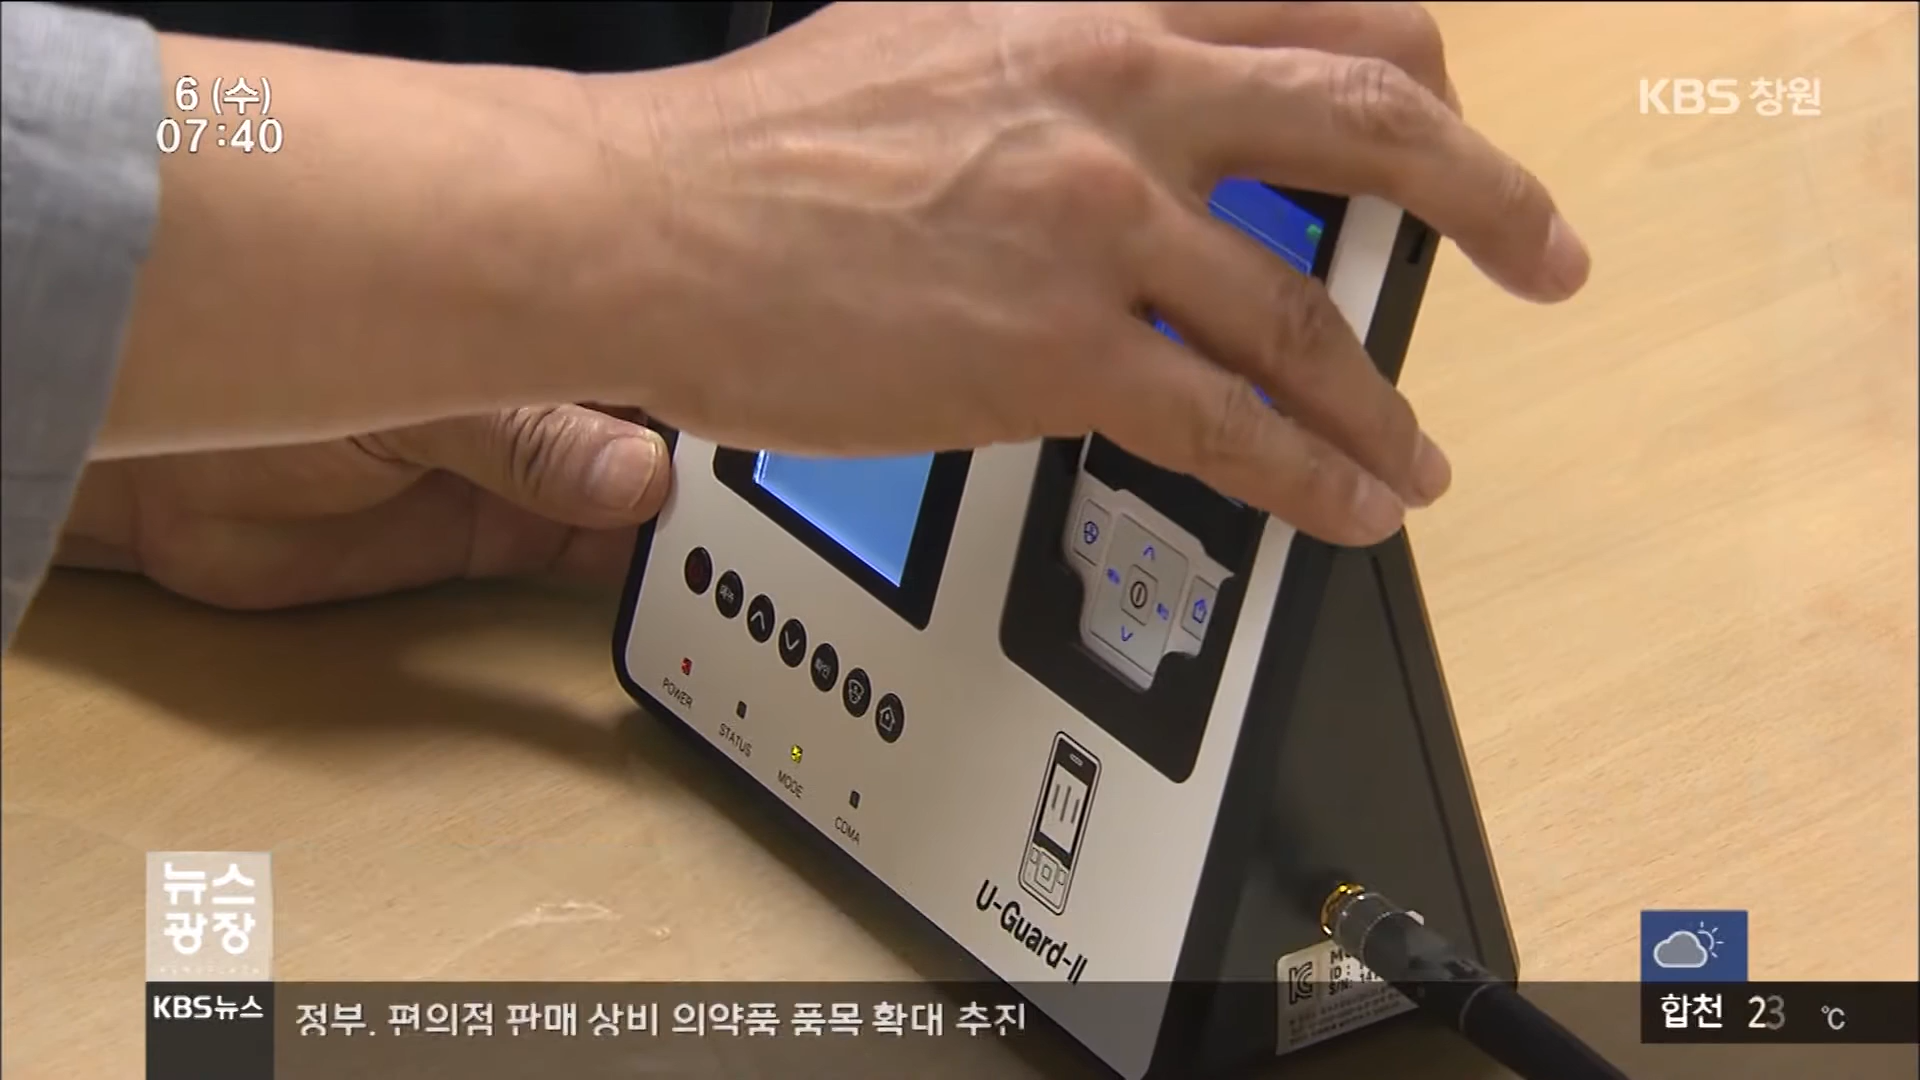 6 (수)
07:40
KBS 창원
POWER
STATUS
MODE
CDMA
U-Guard-II
뉴스
광장
KBS뉴스
정부, 편의점 판매 상비 의약품 품목 확대 추진
합천 23 ℃